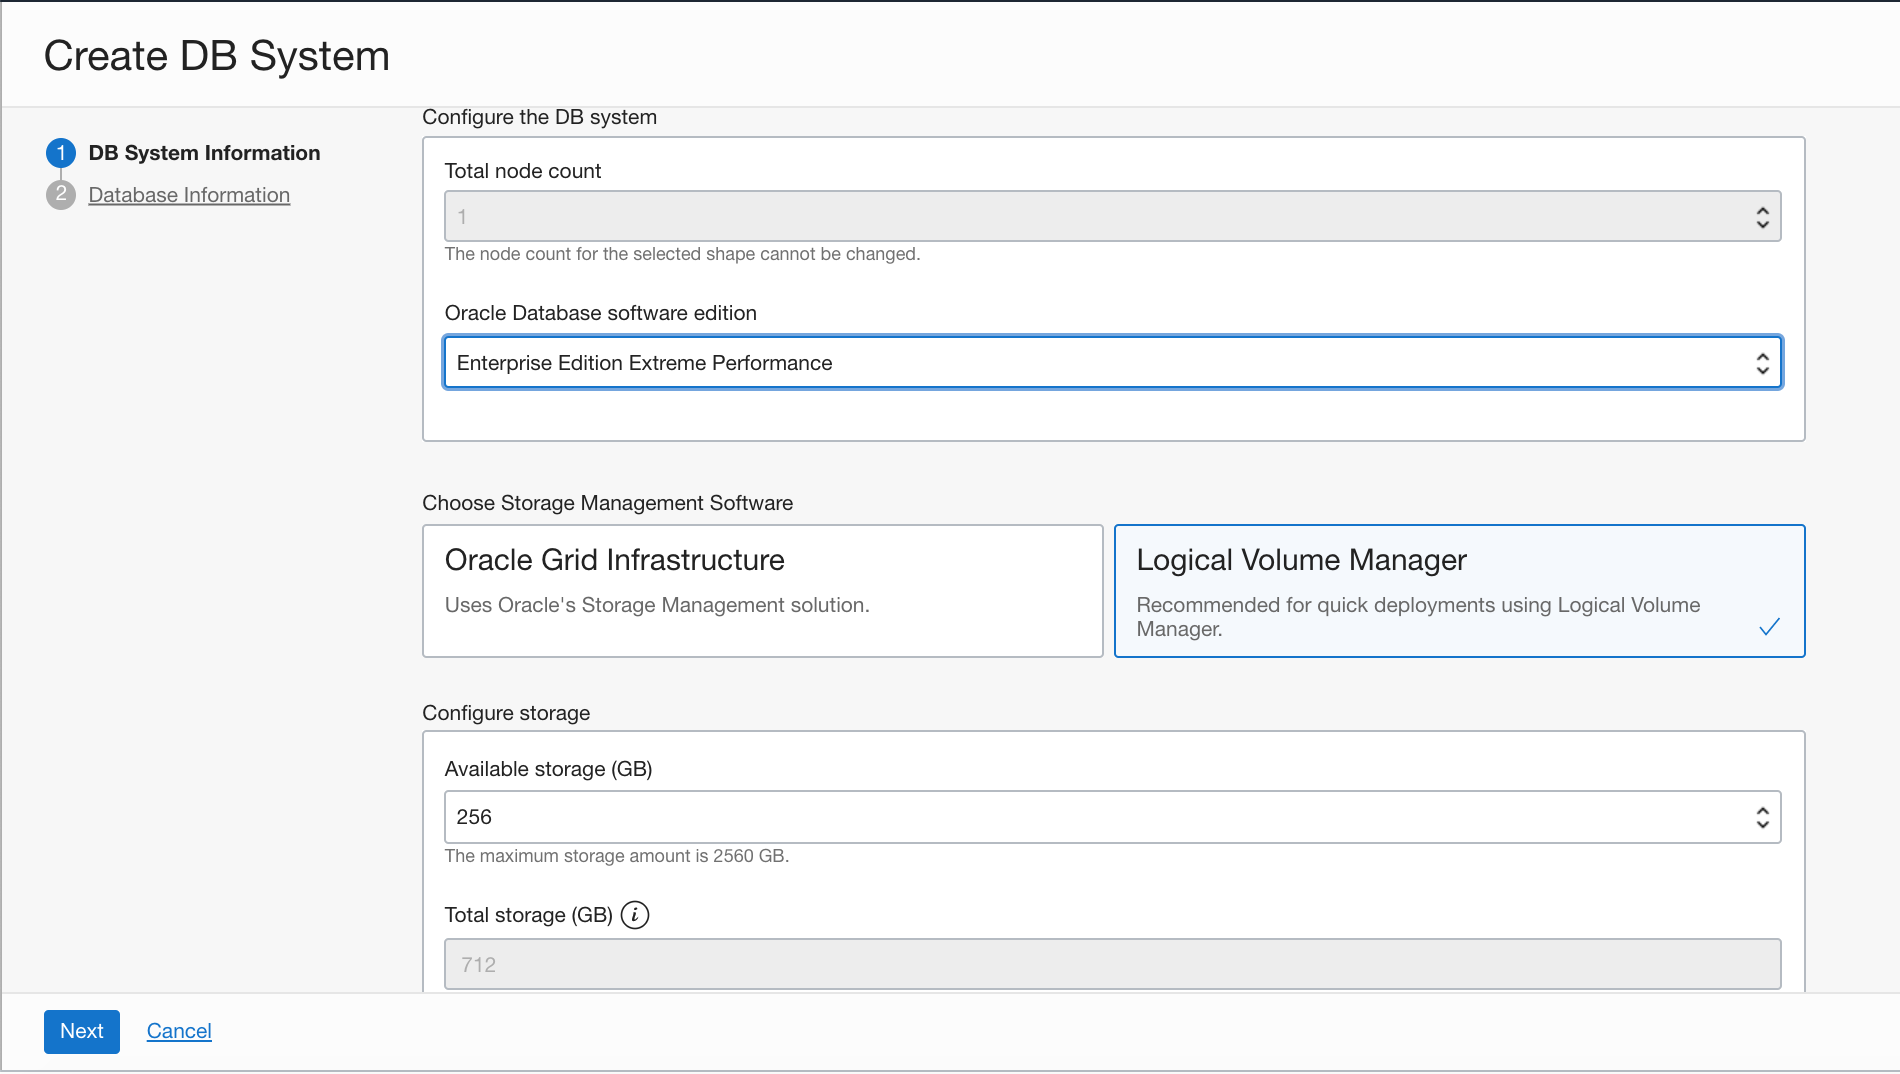 Create DB System
1 DB System Information
2 Database Information
Configure the DB system
Total node count
1
The node count for the selected shape cannot be changed.
Oracle Database software edition
Enterprise Edition Extreme Performance
Choose Storage Management Software
Oracle Grid Infrastructure
Uses Oracle's Storage Management solution.
Logical Volume Manager
Recommended for quick deployments using Logical Volume
Manager.
Configure storage
Available storage (GB)
256
The maximum storage amount is 2560 GB.
Total storage (GB) i
712
Next Cancel